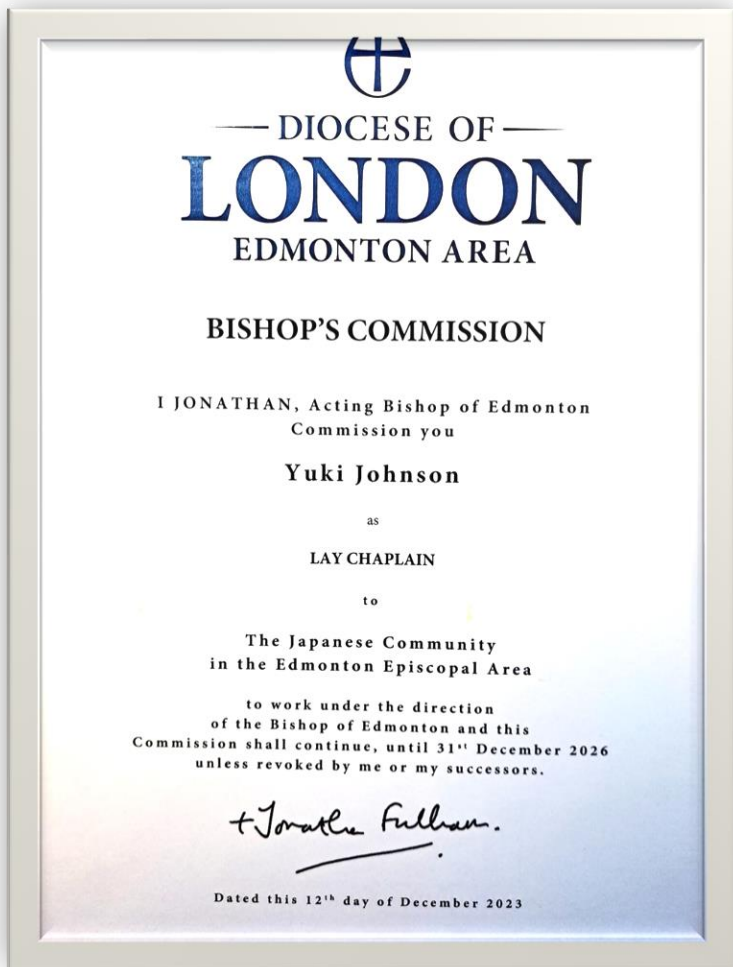 DIOCESE OF
LONDON
EDMONTON AREA
BISHOP'S COMMISSION
I JONATHAN, Acting Bishop of Edmonton
Commission you
Yuki Johnson
as
LAY CHAPLAIN
to
The Japanese Community
in the Edmonton Episcopal Area
to work under the direction
of the Bishop of Edmonton and this
Commission shall continue, until 31st December 2026
unless revoked by me or my successors.
+Jonathan Fulham.
Dated this 12th day of December 2023